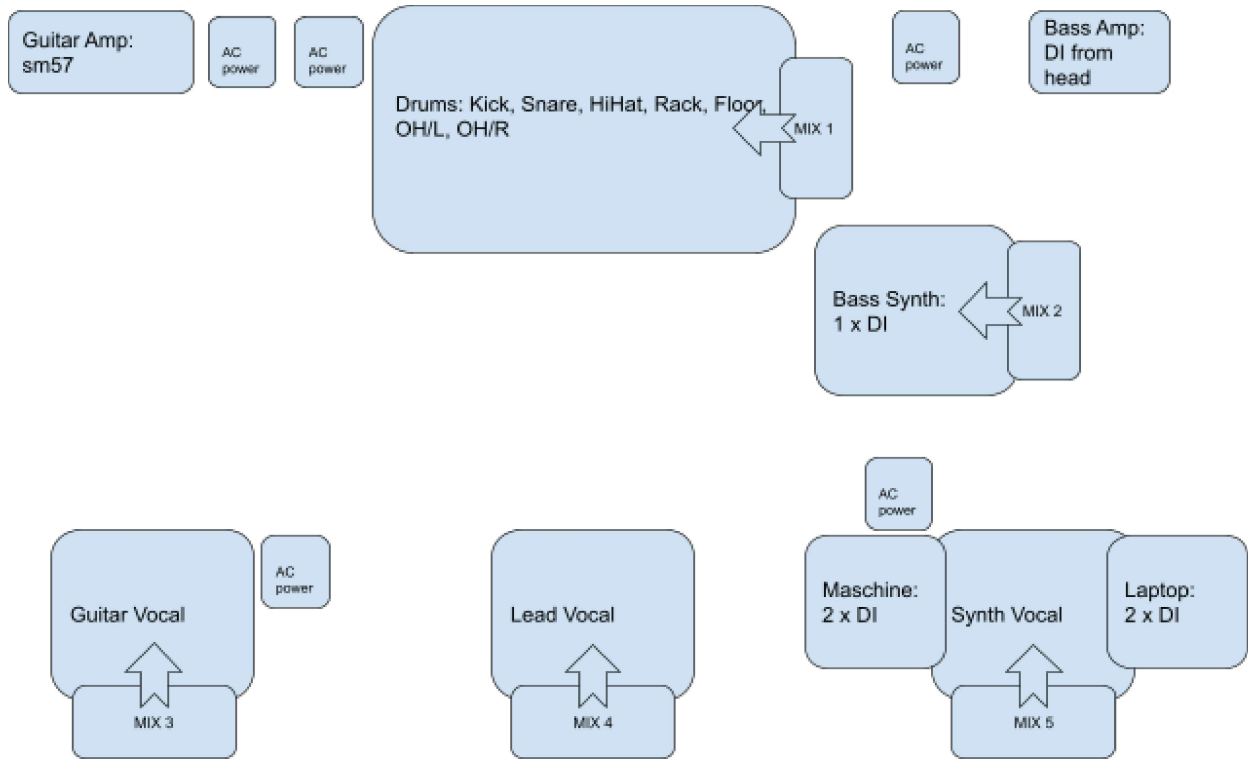 Guitar Amp:
sm57
AC
power
AC
power
Drums: Kick, Snare, HiHat, Rack, Floor,
OH/L, OH/R
MIX 1
AC
power
Bass Amp:
DI from
head
Bass Synth:
1 x DI
MIX 2
AC
power
Guitar Vocal
AC
power
MIX 3
Lead Vocal
MIX 4
Maschine:
2 x DI
Synth Vocal
Laptop:
2 x DI
MIX 5